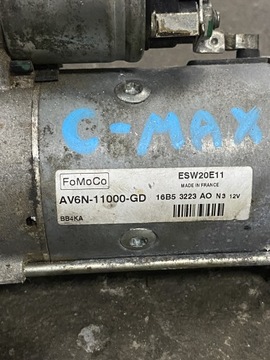 C-MAX
FoMoCo
ESW20E11
MADE IN FRANCE
AV6N-11000-GD 16B5 3223 AO N3 12V
BB4KA